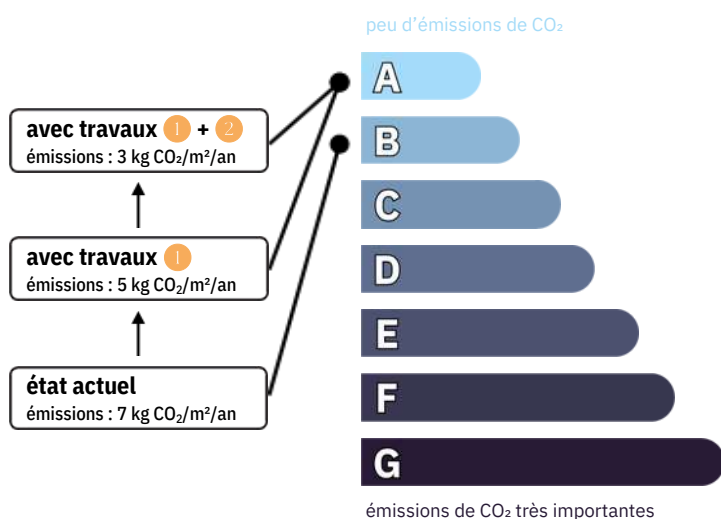 peu d’émissions de CO₂
A
avec travaux 1 + 2
émissions : 3 kg CO₂/m²/an
B
C
avec travaux 1
émissions : 5 kg CO₂/m²/an
D
E
état actuel
émissions : 7 kg CO₂/m²/an
F
G
émissions de CO₂ très importantes